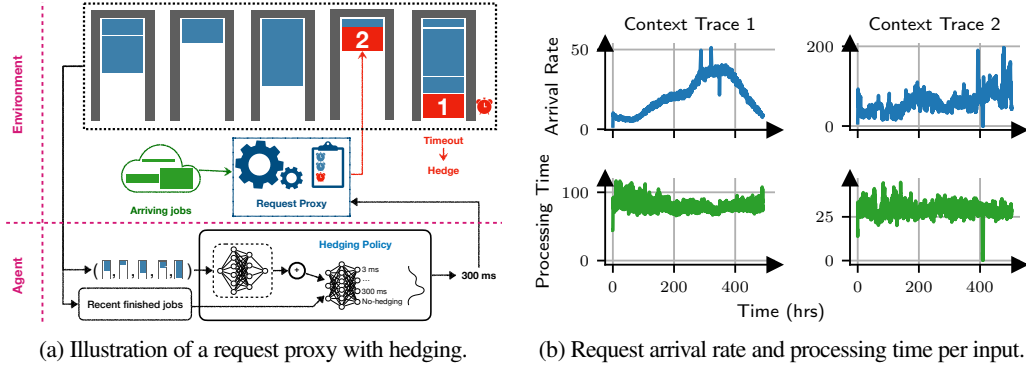 Environment
2
1
Timeout
Hedge
Arriving jobs
Request Proxy
Agent
( , , , , )
Recent finished jobs
+
Hedging Policy
3 ms
...
300 ms
No-hedging
300 ms
(a) Illustration of a request proxy with hedging.
Context Trace 1
Context Trace 2
Arrival Rate
50
0
200
0
Processing Time
100
0
25
0
0 200 400
0 200 400
Time (hrs)
(b) Request arrival rate and processing time per input.